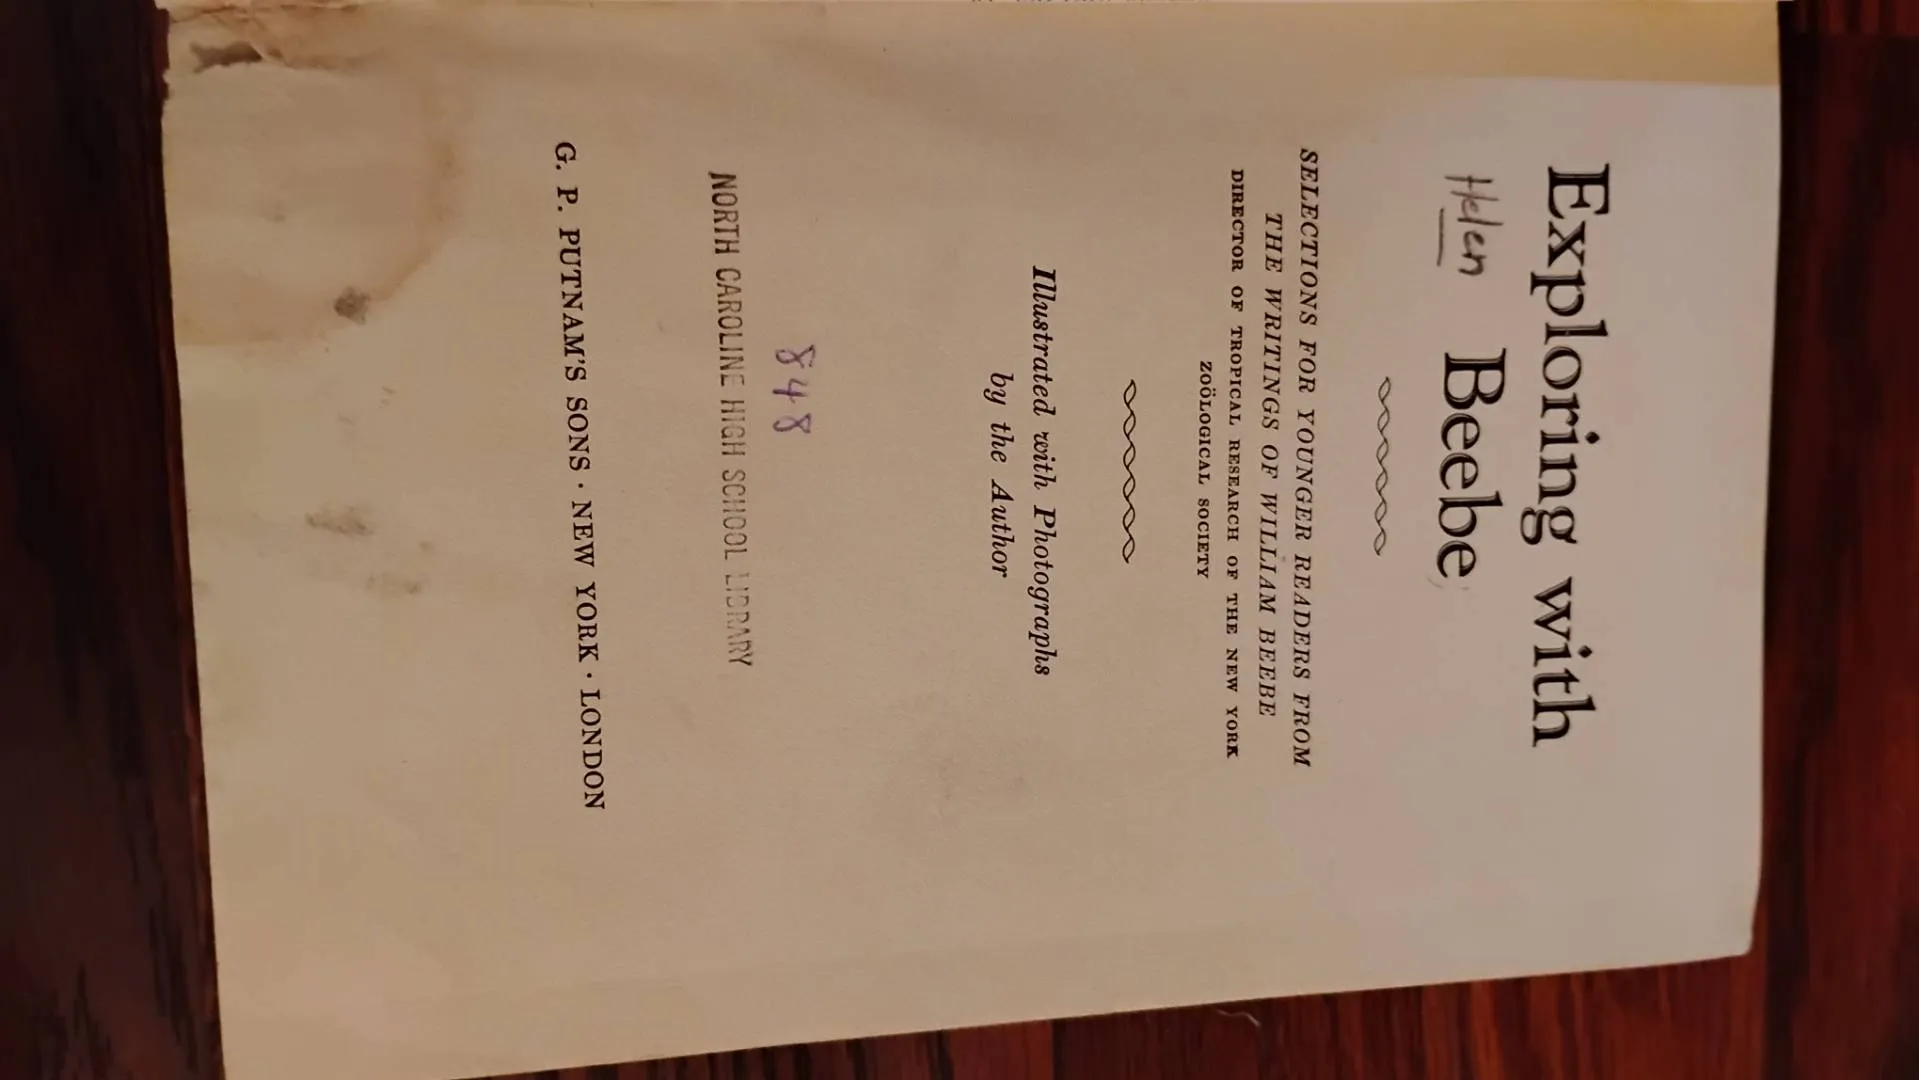 Exploring with
Helen Beebe
SELECTIONS FOR YOUNGER READERS FROM
THE WRITINGS OF WILLIAM BEEBE
DIRECTOR OF TROPICAL RESEARCH OF THE NEW YORK
ZOÖLOGICAL SOCIETY
Illustrated with Photographs
by the Author
848
NORTH CAROLINE HIGH SCHOOL LIBRARY
G. P. PUTNAM'S SONS · NEW YORK · LONDON